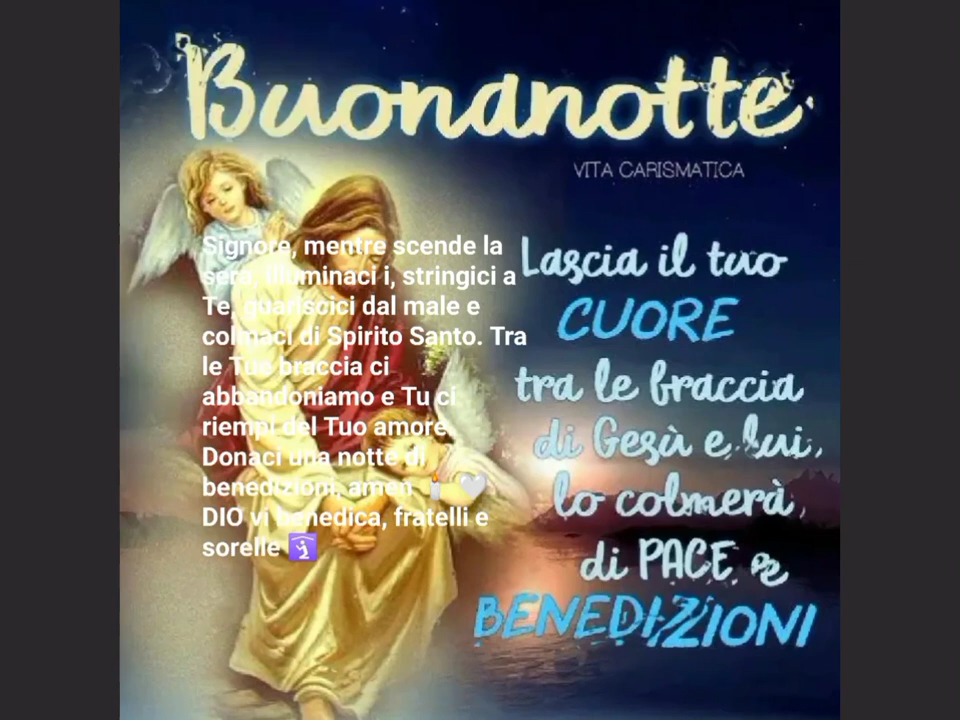 Buonanotte
VITA CARISMATICA
Signore, mentre scende la
sera, illuminaci i, stringici a
Te, guariscici dal male e
colmaci di Spirito Santo. Tra
le Tue braccia ci
abbandoniamo e Tu ci
riempi del Tuo amore.
Donaci una notte di
benedizioni, amen 🕯️🤍
DIO vi benedica, fratelli e
sorelle 🛐
Lascia il tuo
CUORE
tra le braccia
di Gesù e lui,
lo colmerà,
di PACE e
BENEDIZIONI